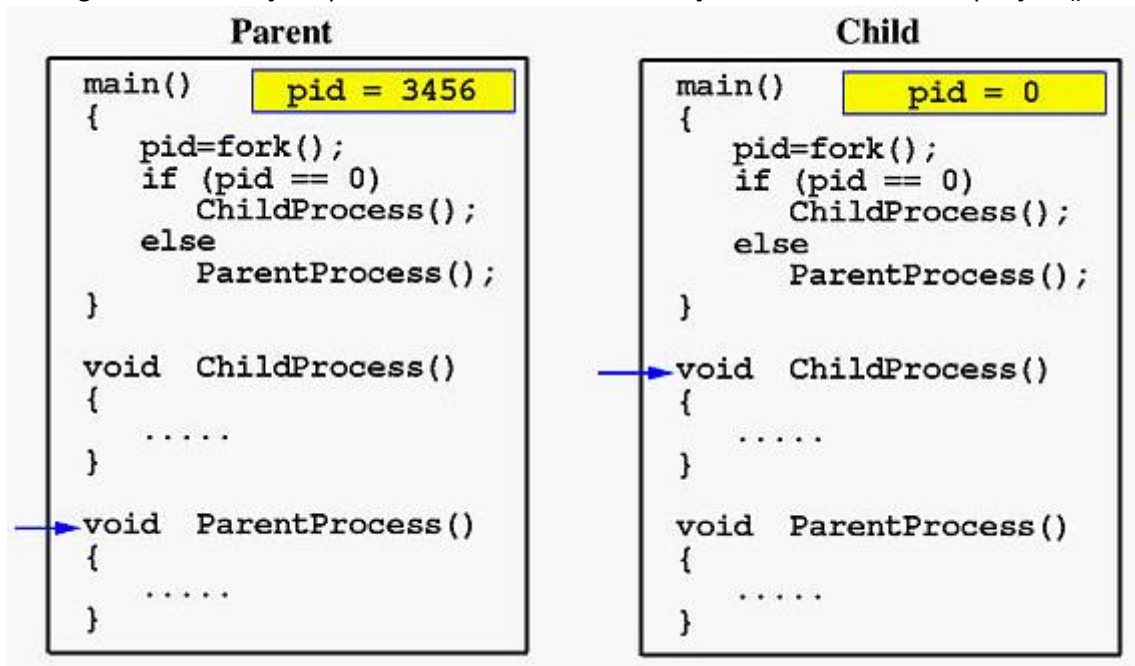 Parent
main() pid = 3456
{
pid=fork();
if (pid == 0)
ChildProcess();
else
ParentProcess();
}
void ChildProcess()
{
.....
}
void ParentProcess()
{
.....
}
Child
main() pid = 0
{
pid=fork();
if (pid == 0)
ChildProcess();
else
ParentProcess();
}
void ChildProcess()
{
.....
}
void ParentProcess()
{
.....
}